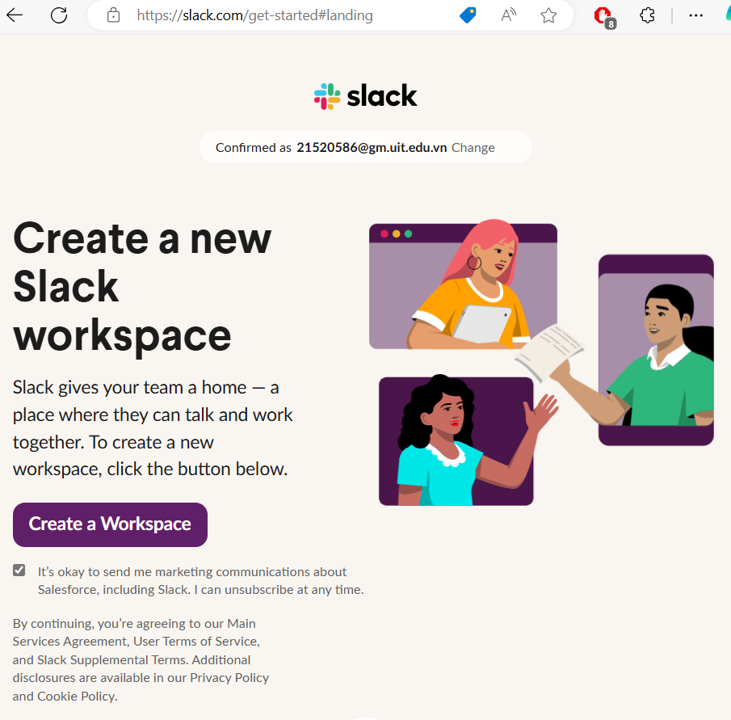 https://slack.com/get-started#landing
A
8
slack
Confirmed as 21520586@gm.uit.edu.vn Change
Create a new
Slack
workspace
Slack gives your team a home — a
place where they can talk and work
together. To create a new
workspace, click the button below.
Create a Workspace
It’s okay to send me marketing communications about
Salesforce, including Slack. I can unsubscribe at any time.
By continuing, you’re agreeing to our Main
Services Agreement, User Terms of Service,
and Slack Supplemental Terms. Additional
disclosures are available in our Privacy Policy
and Cookie Policy.